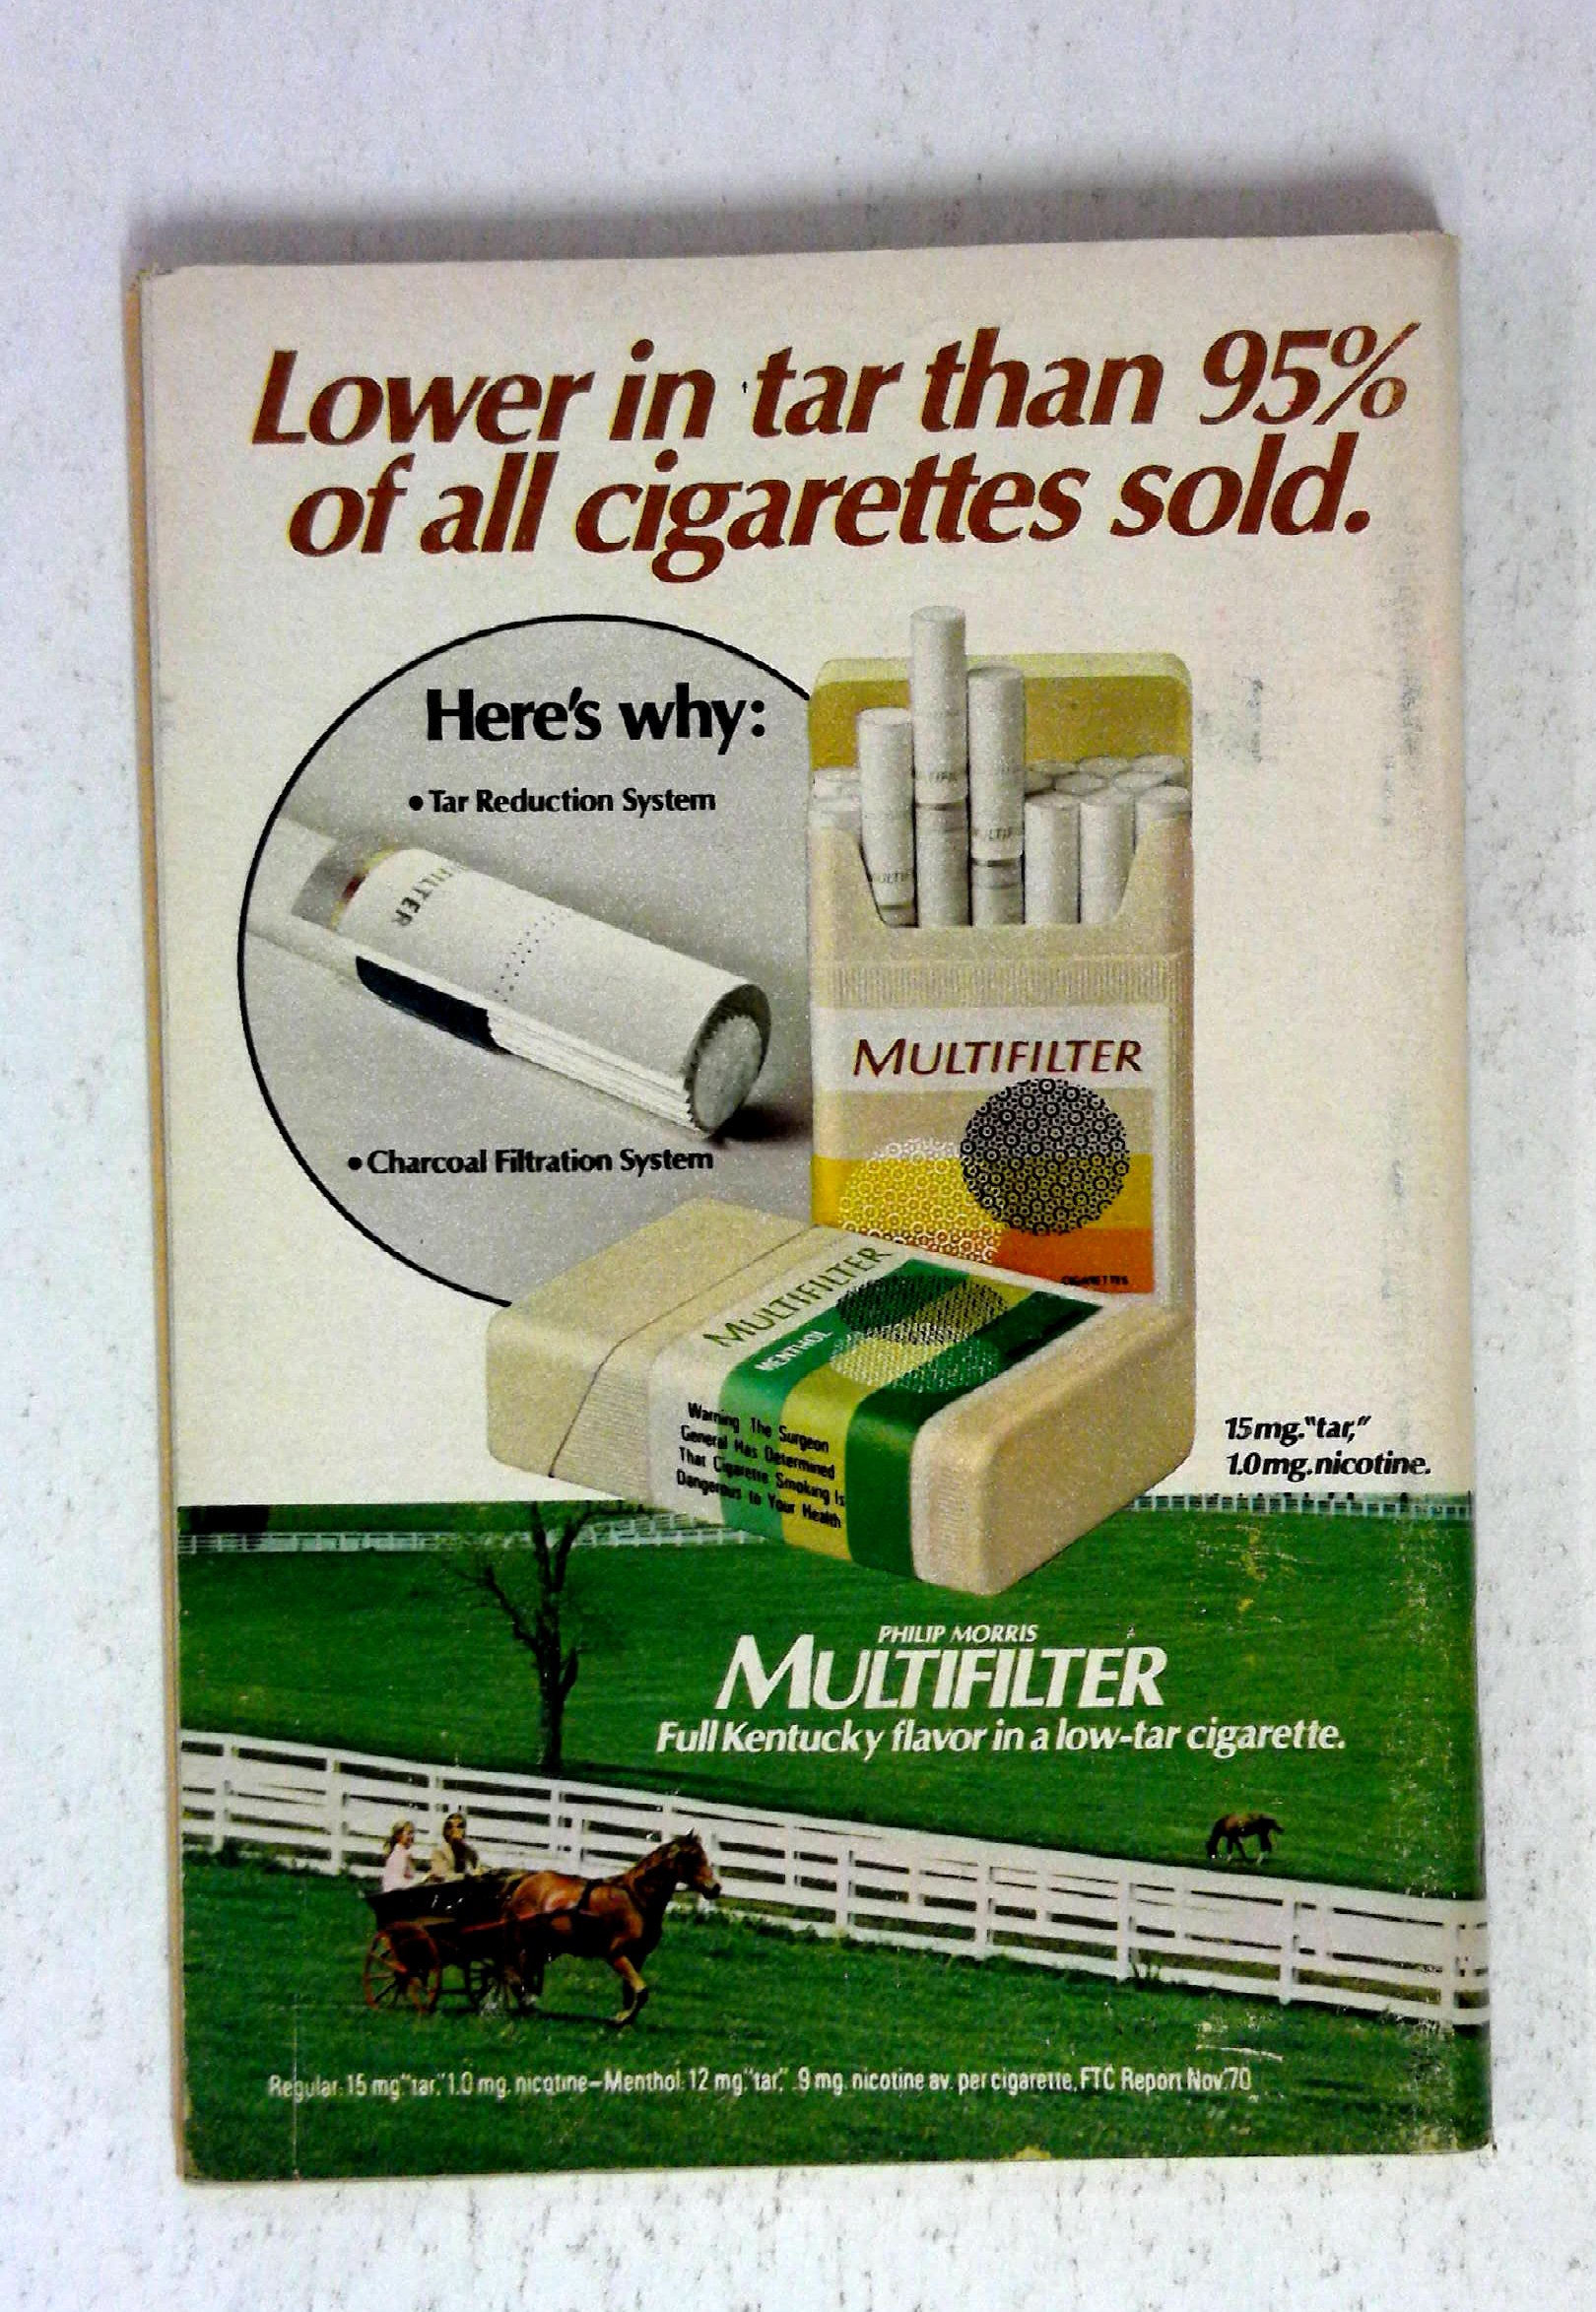 Lower in tar than 95%
of all cigarettes sold.
Here's why:
• Tar Reduction System
FILTER
• Charcoal Filtration System
MULTIFILTER
CIGARETTES
MULTIFILTER
MENTHOL
Warning The Surgeon
General Has Determined
That Cigarette Smoking Is
Dangerous to Your Health
15mg."tar,"
1.0mg.nicotine.
PHILIP MORRIS
MULTIFILTER
Full Kentucky flavor in a low-tar cigarette.
Regular: 15 mg."tar," 1.0 mg. nicotine–Menthol: 12 mg."tar," .9 mg. nicotine av. per cigarette, FTC Report Nov.'70